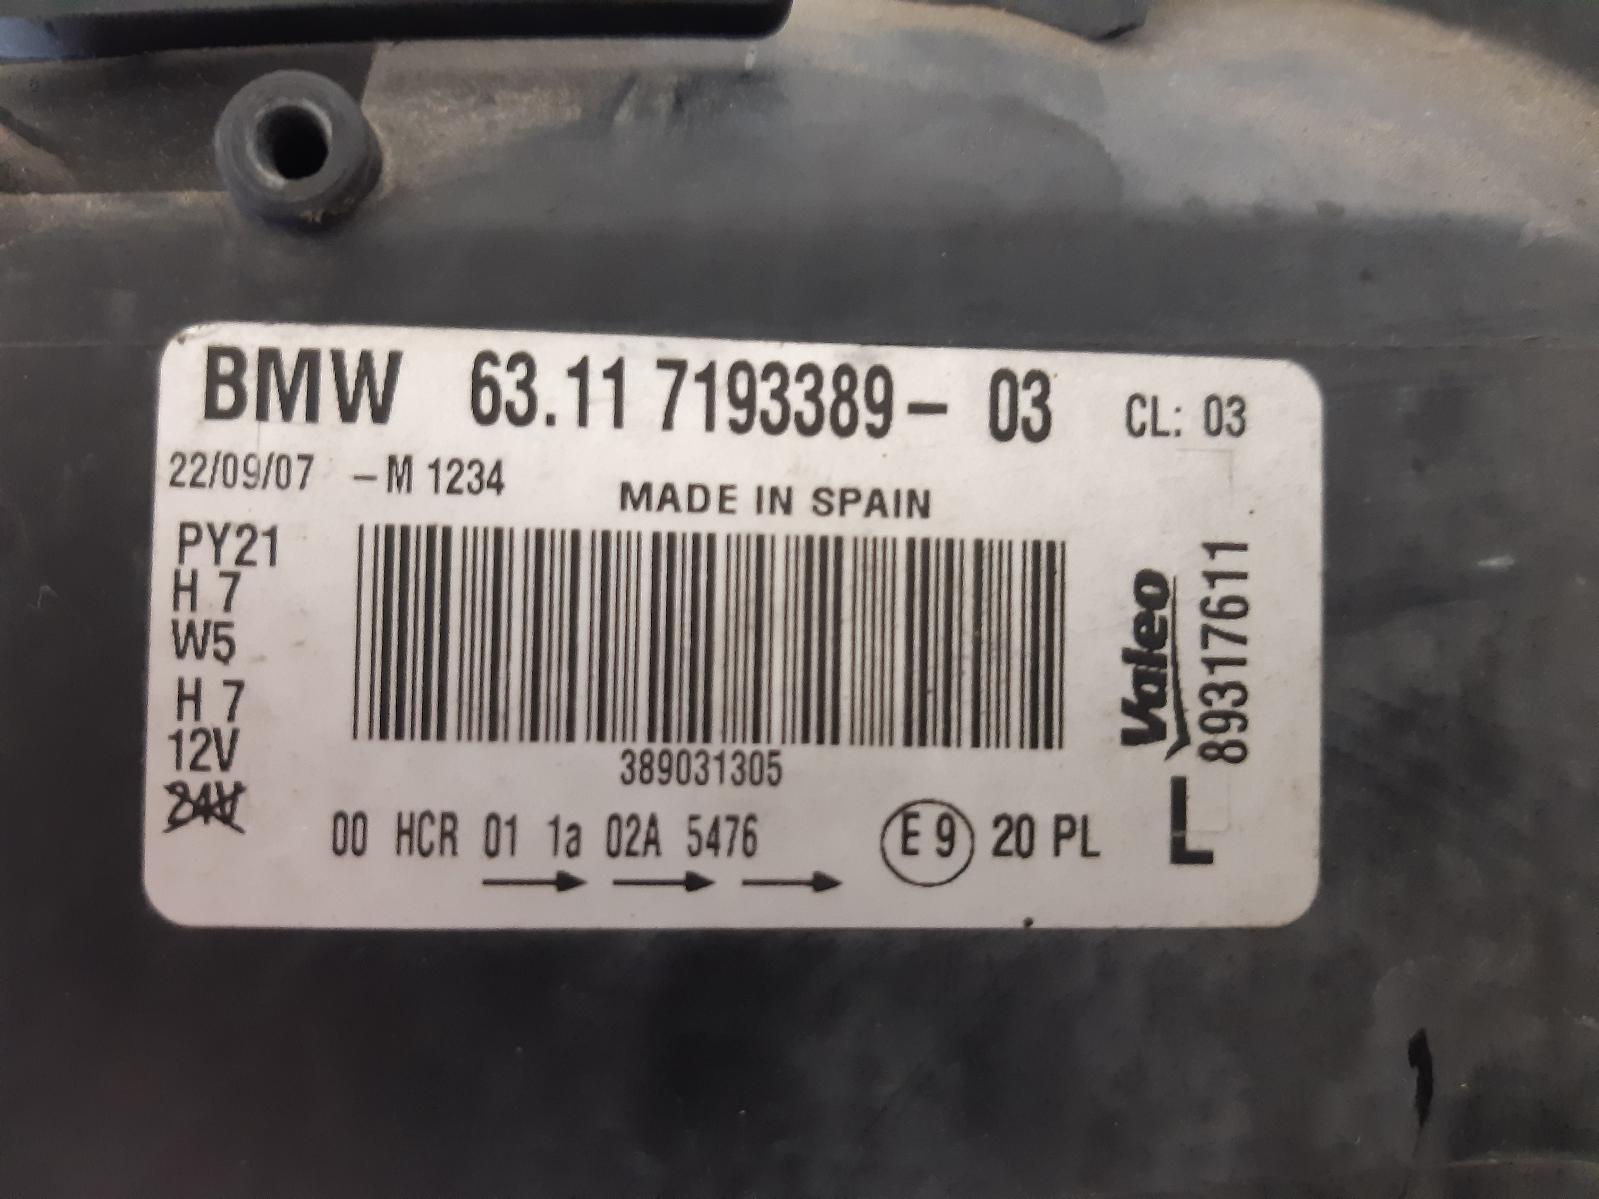 BMW 63.11 7193389- 03 CL: 03
22/09/07 -M 1234
MADE IN SPAIN
PY21
H 7
W5
H 7
12V
24V
389031305
Valeo
89317611
00 HCR 01 1a 02A 5476 E 9 20 PL L